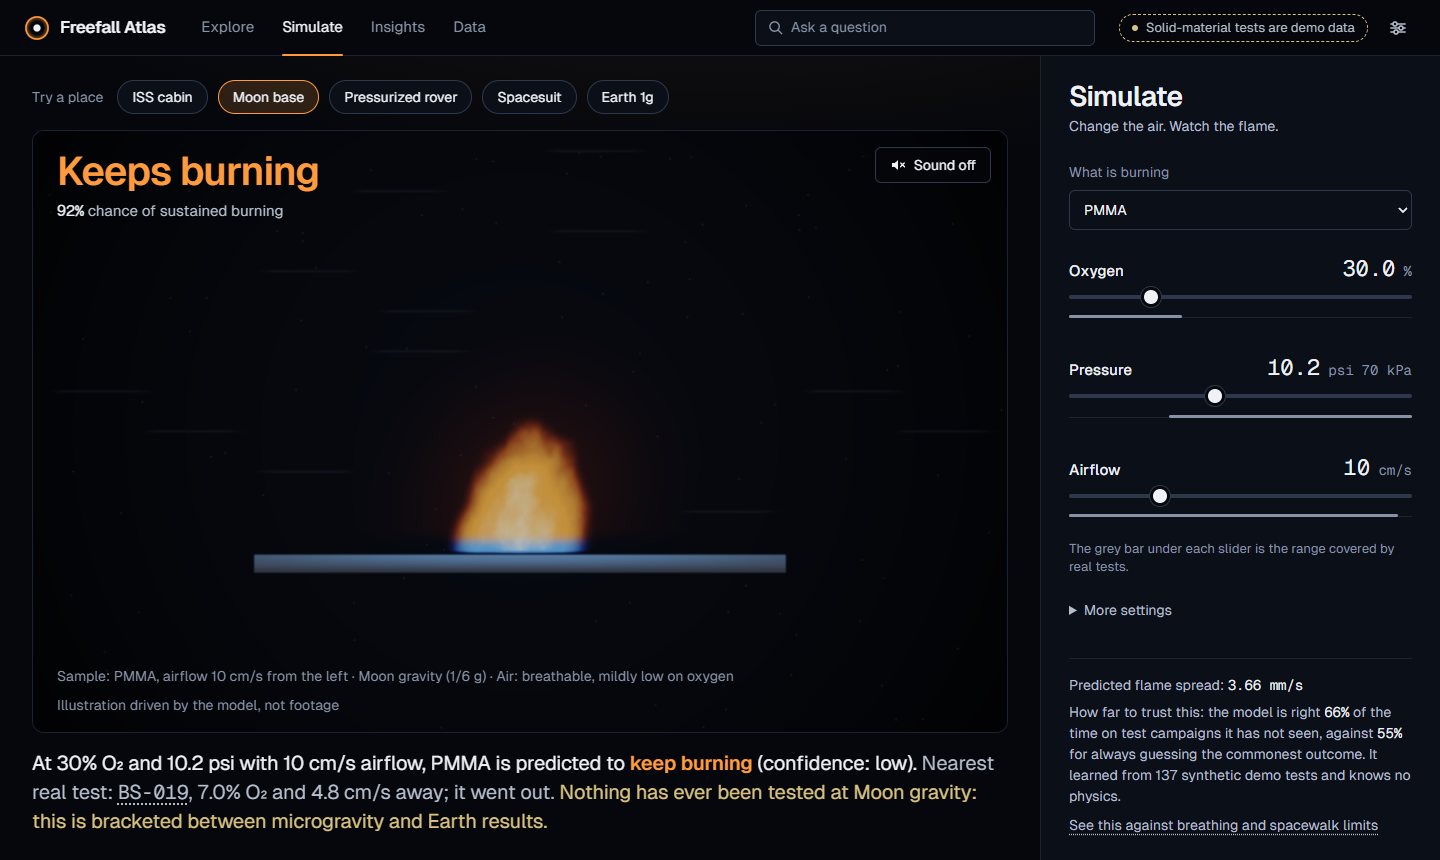 Freefall Atlas
Explore
Simulate
Insights
Data
Ask a question
Solid-material tests are demo data
Try a place
ISS cabin
Moon base
Pressurized rover
Spacesuit
Earth 1g
Keeps burning
92% chance of sustained burning
Sound off
Sample: PMMA, airflow 10 cm/s from the left · Moon gravity (1/6 g) · Air: breathable, mildly low on oxygen
Illustration driven by the model, not footage
At 30% O₂ and 10.2 psi with 10 cm/s airflow, PMMA is predicted to keep burning (confidence: low). Nearest
real test: BS-019, 7.0% O₂ and 4.8 cm/s away; it went out. Nothing has ever been tested at Moon gravity:
this is bracketed between microgravity and Earth results.
Simulate
Change the air. Watch the flame.
What is burning
PMMA
Oxygen
30.0 %
Pressure
10.2 psi 70 kPa
Airflow
10 cm/s
The grey bar under each slider is the range covered by
real tests.
More settings
Predicted flame spread: 3.66 mm/s
How far to trust this: the model is right 66% of the
time on test campaigns it has not seen, against 55%
for always guessing the commonest outcome. It
learned from 137 synthetic demo tests and knows no
physics.
See this against breathing and spacewalk limits